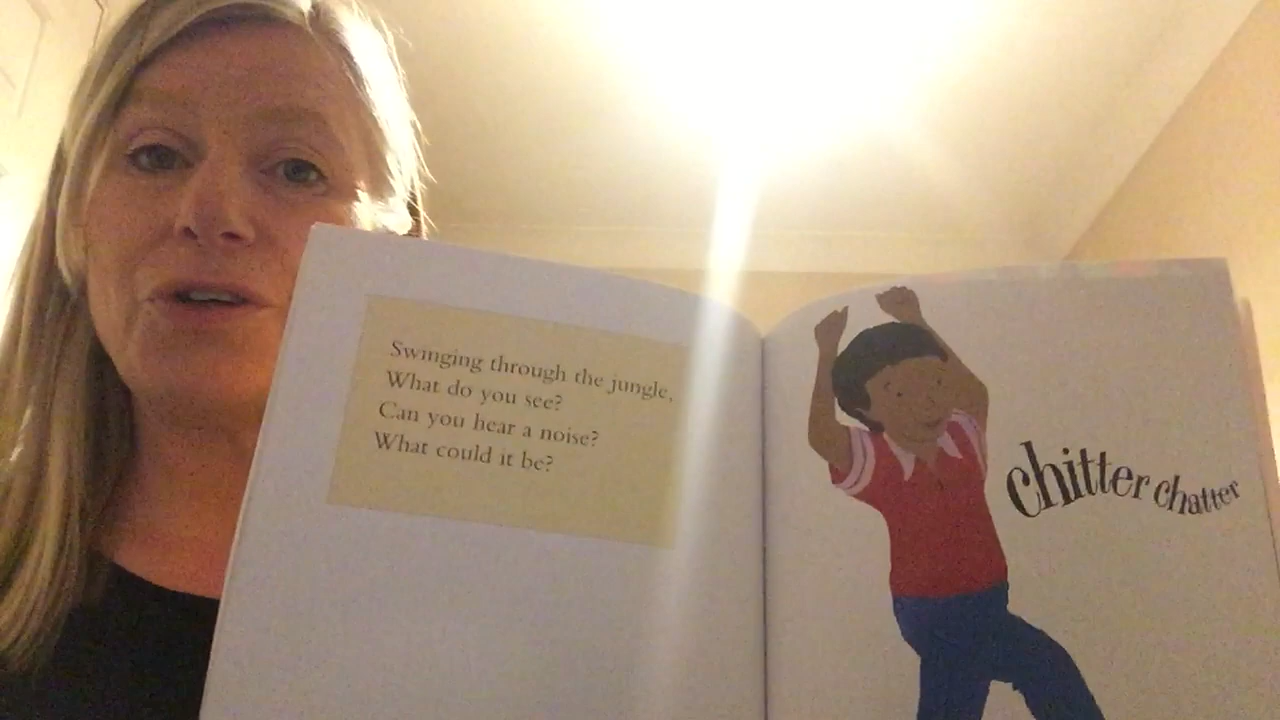 Swinging through the jungle,
What do you see?
Can you hear a noise?
What could it be?
chitter chatter